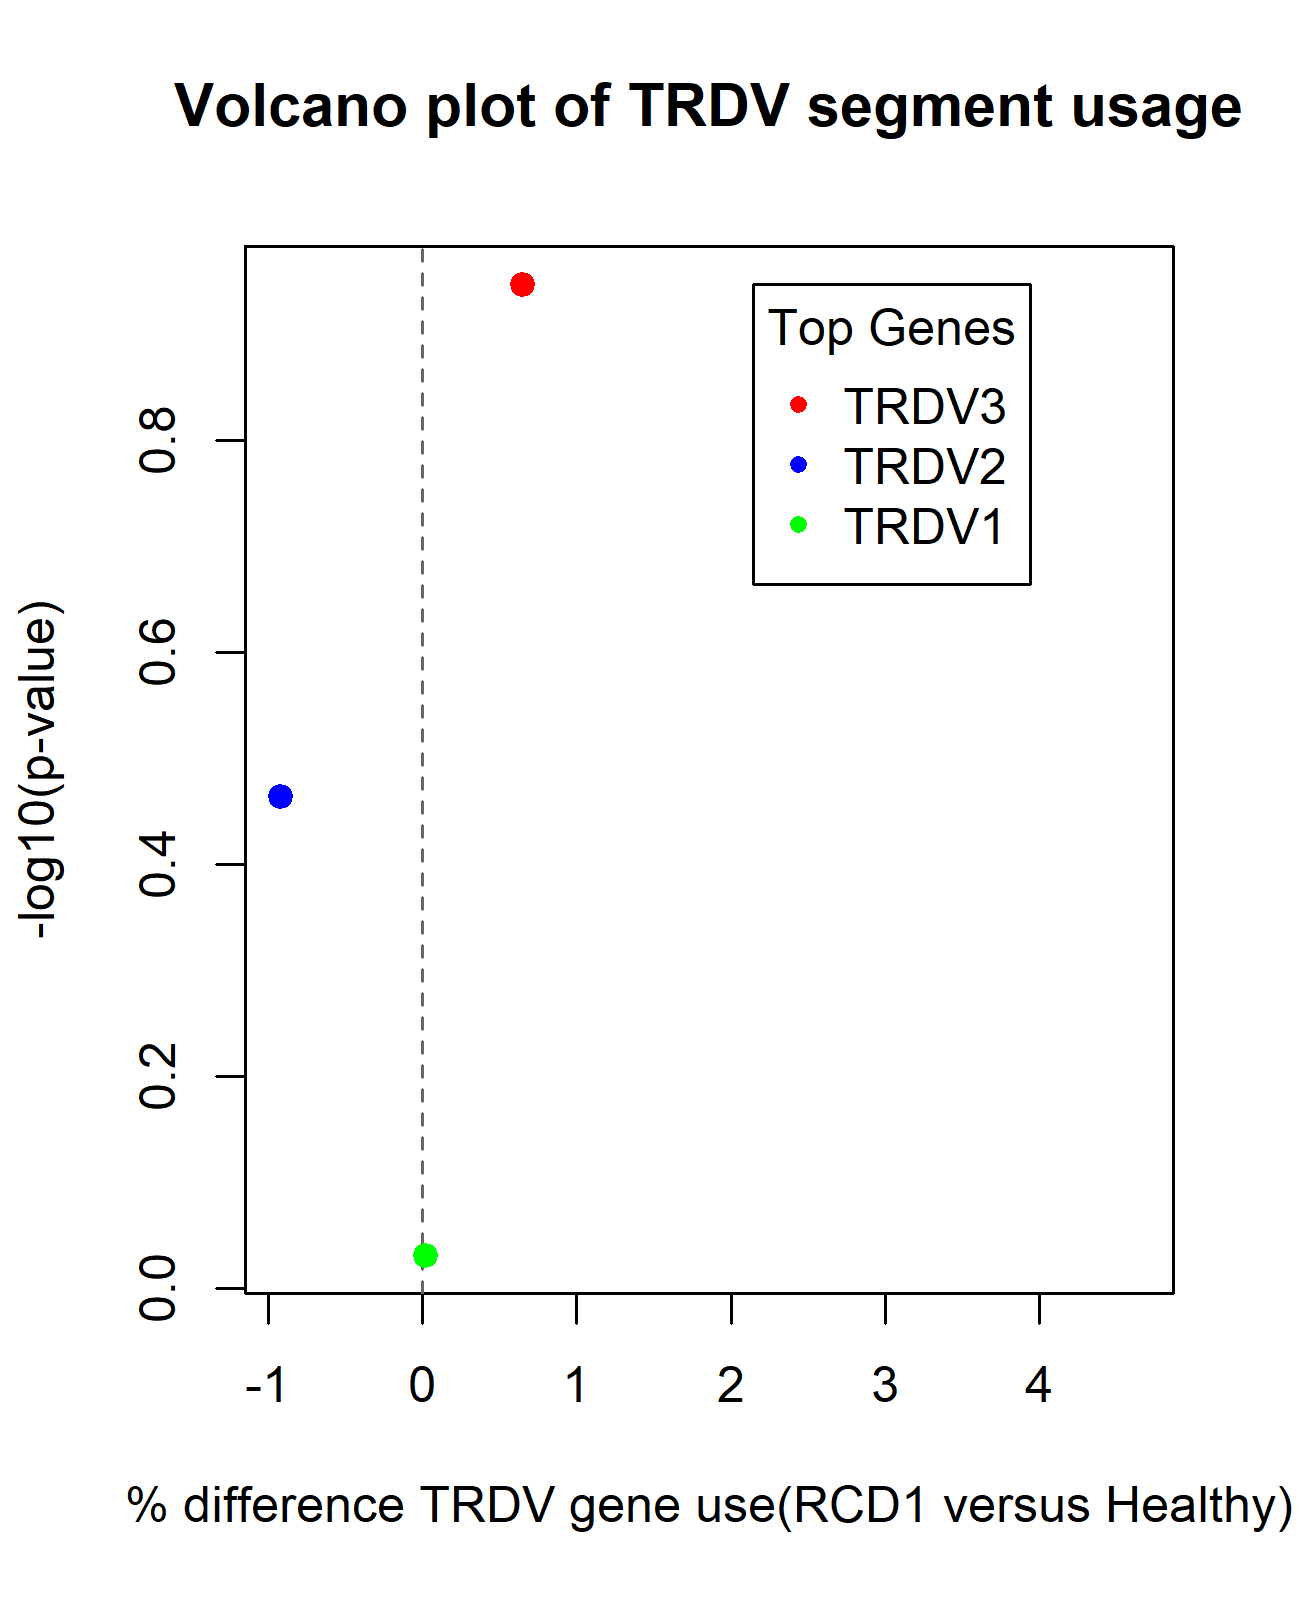 Volcano plot of TRDV segment usage
Top Genes
TRDV3
TRDV2
TRDV1
-log10(p-value)
0.8
0.6
0.4
0.2
0.0
-1 0 1 2 3 4
% difference TRDV gene use(RCD1 versus Healthy)